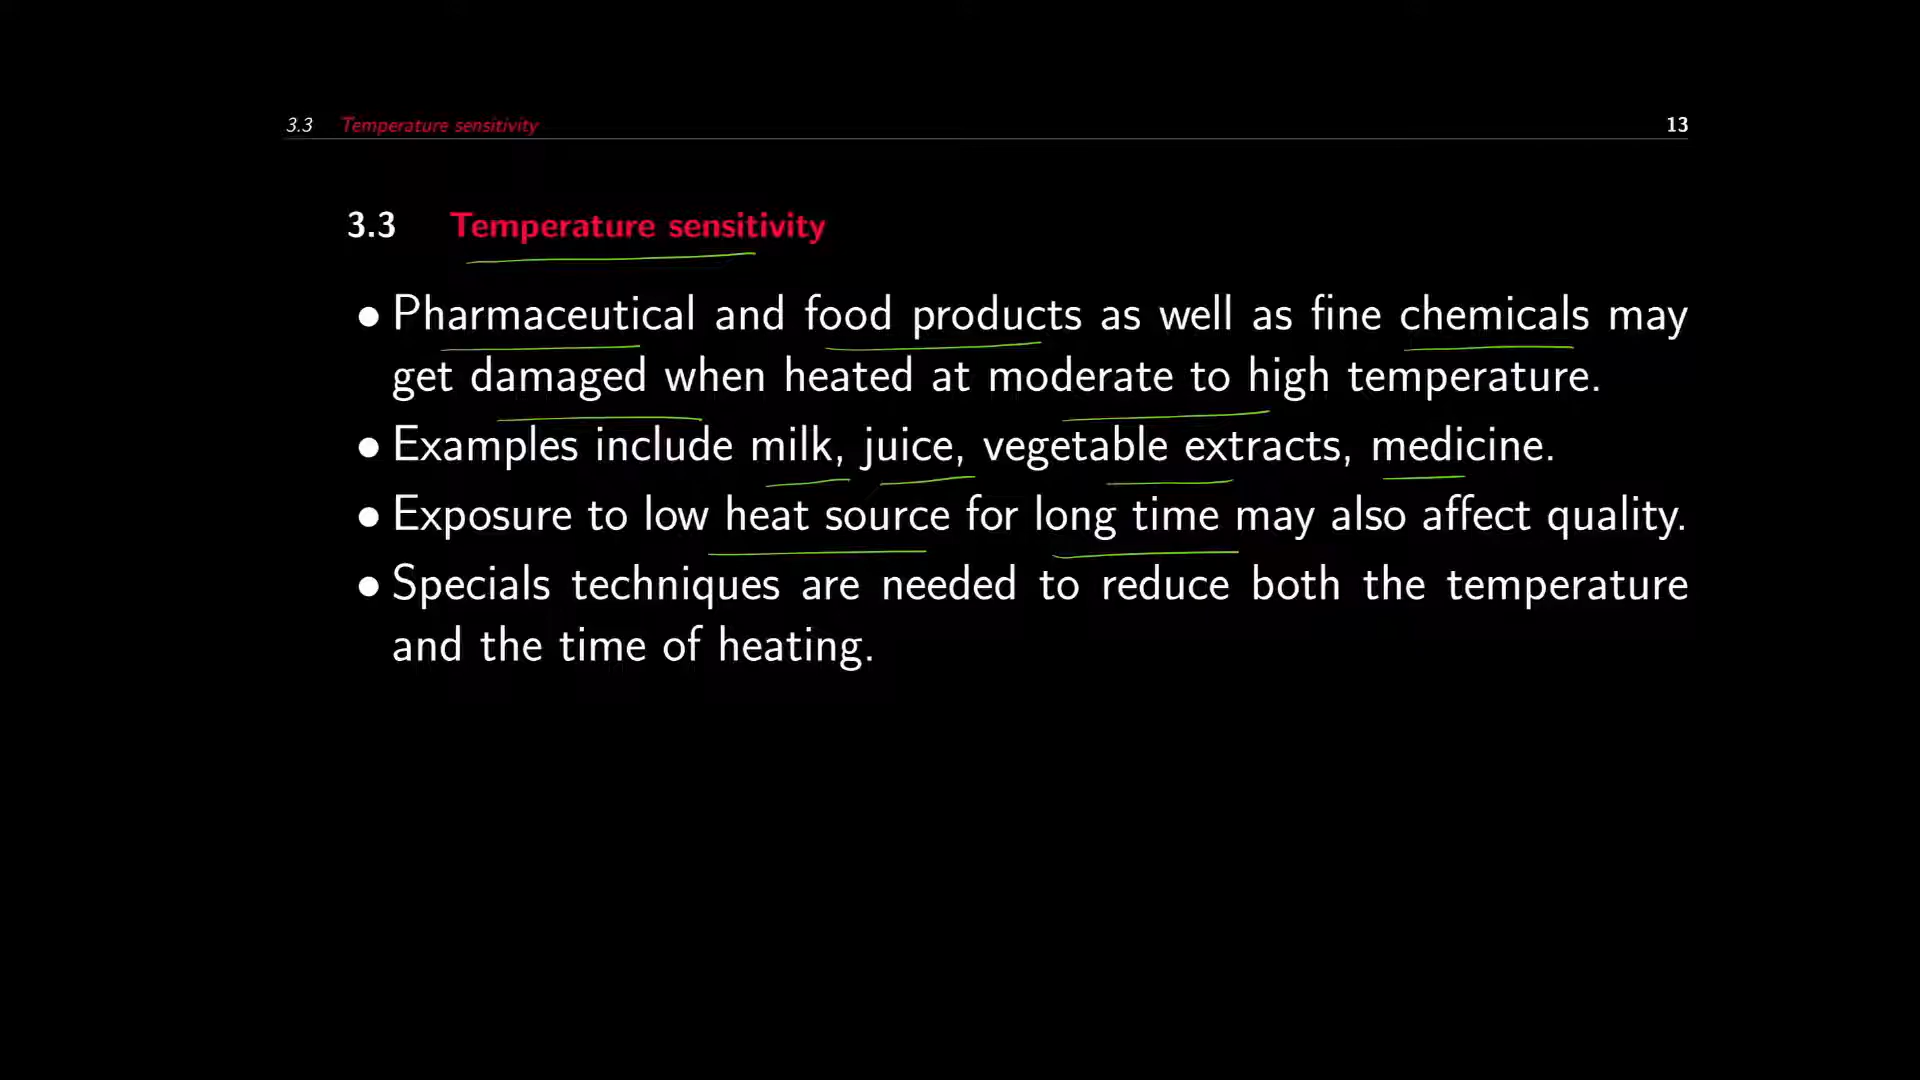 3.3 Temperature sensitivity 13
3.3 Temperature sensitivity
• Pharmaceutical and food products as well as fine chemicals may
get damaged when heated at moderate to high temperature.
• Examples include milk, juice, vegetable extracts, medicine.
• Exposure to low heat source for long time may also affect quality.
• Specials techniques are needed to reduce both the temperature
and the time of heating.